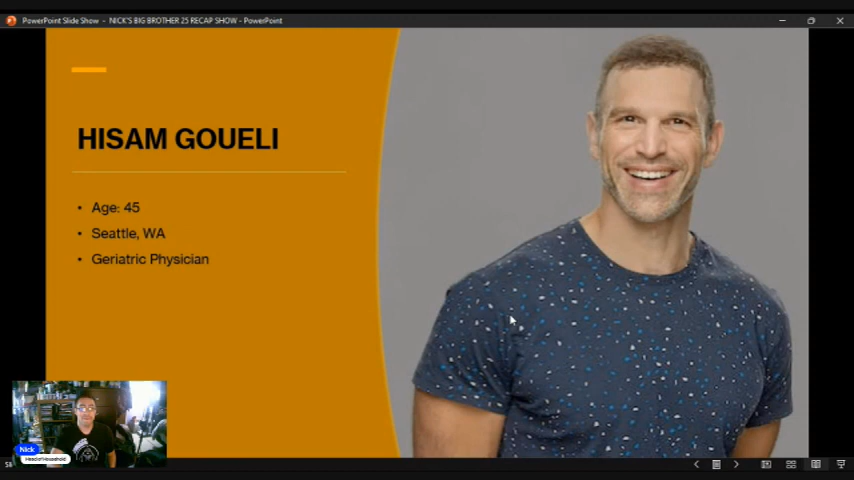 PowerPoint Slide Show - NICK'S BIG BROTHER 25 RECAP SHOW - PowerPoint
HISAM GOUELI
• Age: 45
• Seattle, WA
• Geriatric Physician
Nick
HeadofHousehold